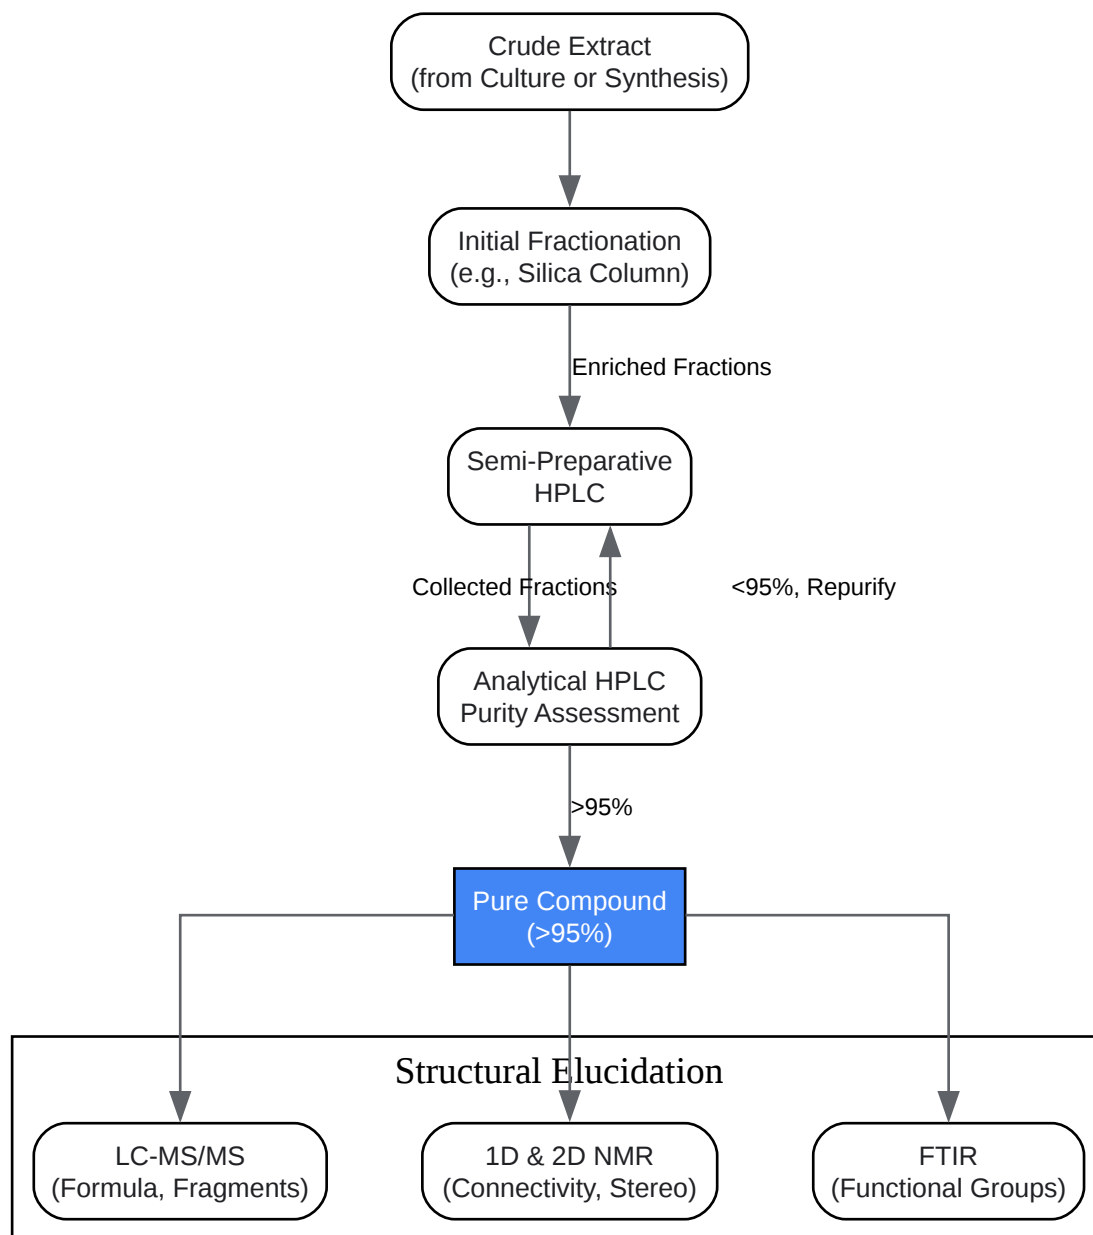 Crude Extract
(from Culture or Synthesis)
Initial Fractionation
(e.g., Silica Column)
Enriched Fractions
Semi-Preparative
HPLC
Collected Fractions
<95%, Repurify
Analytical HPLC
Purity Assessment
>95%
Pure Compound
(>95%)
Structural Elucidation
LC-MS/MS
(Formula, Fragments)
1D & 2D NMR
(Connectivity, Stereo)
FTIR
(Functional Groups)